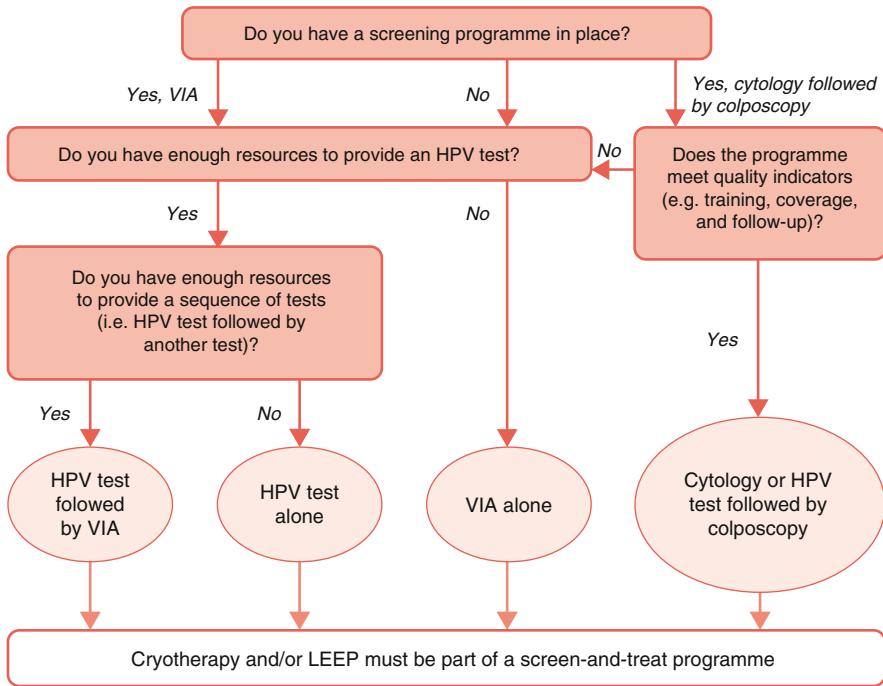 Do you have a screening programme in place?
Yes, VIA
No
Yes, cytology followed
by colposcopy
Do you have enough resources to provide an HPV test?
No
Does the programme
meet quality indicators
(e.g. training, coverage,
and follow-up)?
Yes
No
Do you have enough resources
to provide a sequence of tests
(i.e. HPV test followed by
another test)?
Yes
Yes
No
HPV test
folowed
by VIA
HPV test
alone
VIA alone
Cytology or HPV
test followed by
colposcopy
Cryotherapy and/or LEEP must be part of a screen-and-treat programme